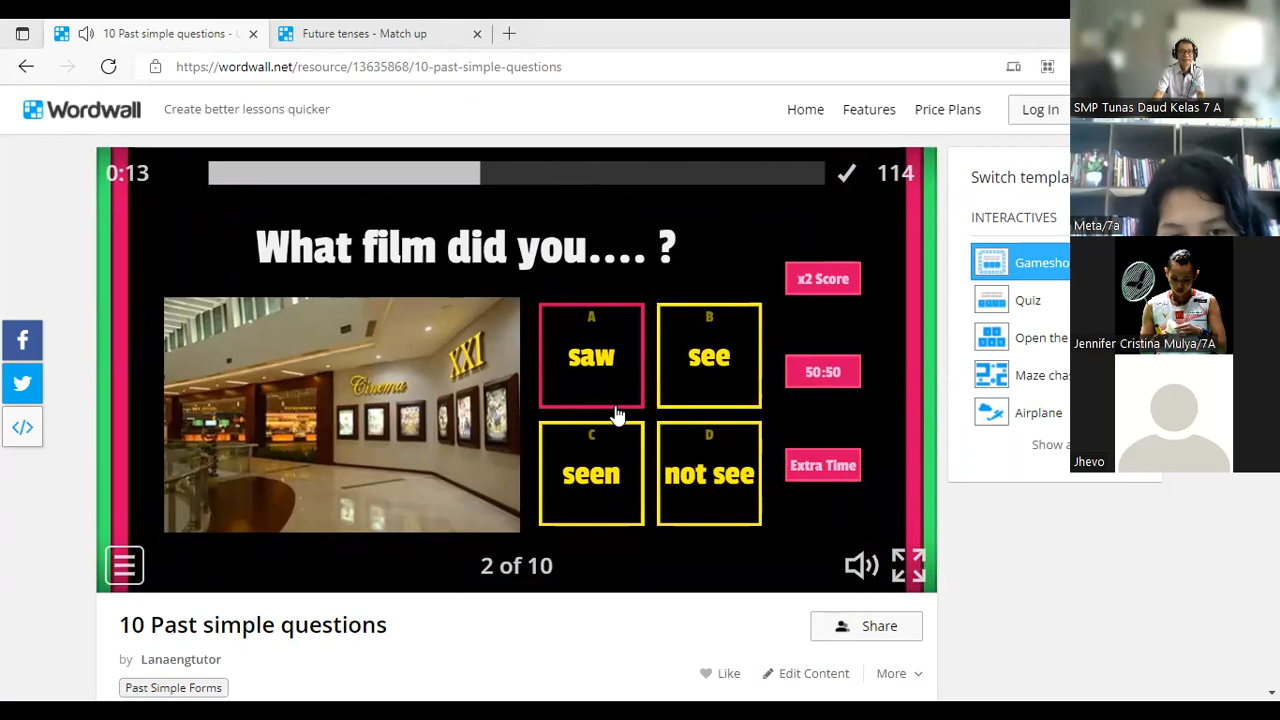 10 Past simple questions -
Future tenses - Match up
https://wordwall.net/resource/13635868/10-past-simple-questions
Wordwall
Create better lessons quicker
Home
Features
Price Plans
Log In
SMP Tunas Daud Kelas 7 A
Meta/7a
Jennifer Cristina Mulya/7A
Jhevo
0:13
114
What film did you.... ?
x2 Score
50:50
Extra Time
Cinema
XXI
A
saw
B
see
C
seen
D
not see
2 of 10
Switch templa
INTERACTIVES
Gamesho
Quiz
Open the
Maze chas
Airplane
Show a
10 Past simple questions
Share
by Lanaengtutor
Like
Edit Content
More
Past Simple Forms